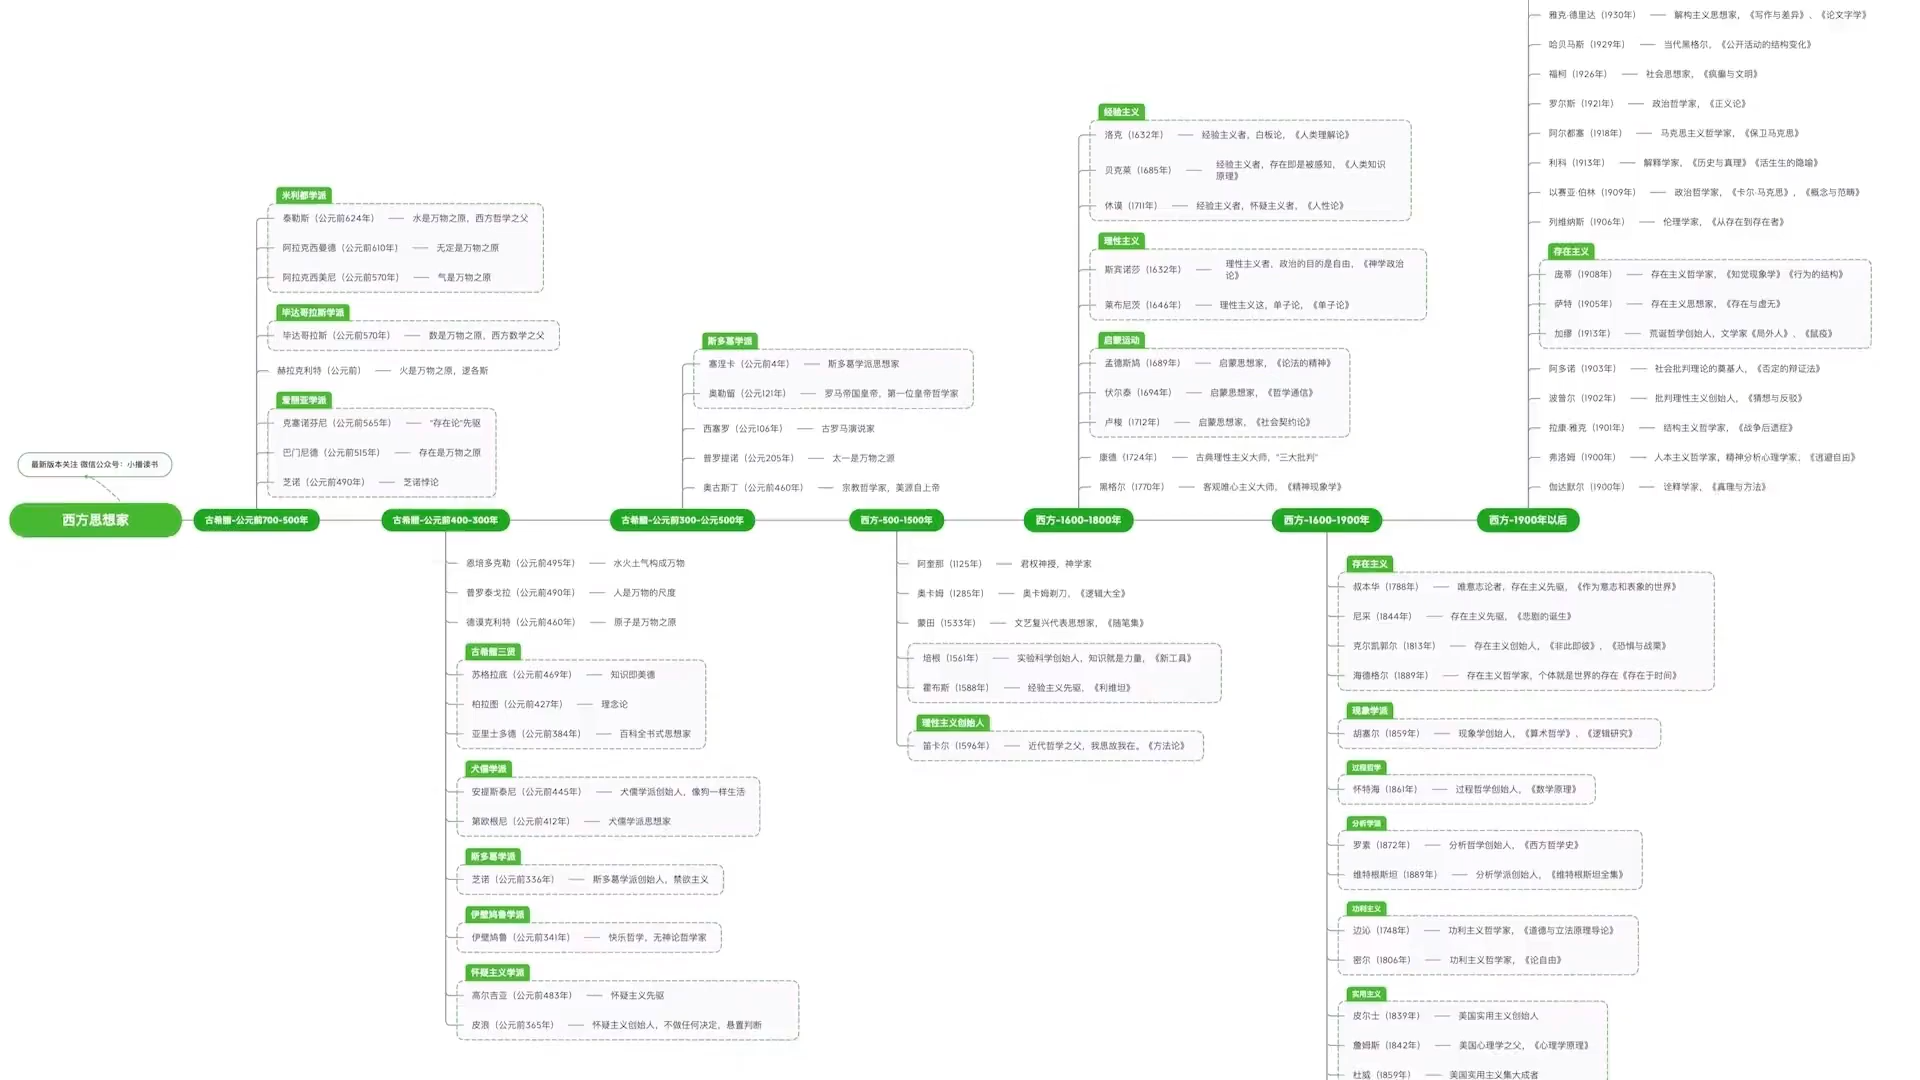 最新版本关注 微信公众号：小播读书
西方思想家
古希腊-公元前700-500年
米利都学派
泰勒斯（公元前624年） 水是万物之原，西方哲学之父
阿拉克西曼德（公元前610年） 无定是万物之原
阿拉克西美尼（公元前570年） 气是万物之原
毕达哥拉斯学派
毕达哥拉斯（公元前570年） 数是万物之原，西方数学之父
赫拉克利特（公元前） 火是万物之原，逻各斯
爱丽亚学派
克塞诺芬尼（公元前565年） “存在论”先驱
巴门尼德（公元前515年） 存在是万物之原
芝诺（公元前490年） 芝诺悖论
古希腊-公元前400-300年
恩培多克勒（公元前495年） 水火土气构成万物
普罗泰戈拉（公元前490年） 人是万物的尺度
德谟克利特（公元前460年） 原子是万物之原
古希腊三贤
苏格拉底（公元前469年） 知识即美德
柏拉图（公元前427年） 理念论
亚里士多德（公元前384年） 百科全书式思想家
犬儒学派
安提斯泰尼（公元前445年） 犬儒学派创始人，像狗一样生活
第欧根尼（公元前412年） 犬儒学派思想家
斯多葛学派
芝诺（公元前336年） 斯多葛学派创始人，禁欲主义
伊壁鸠鲁学派
伊壁鸠鲁（公元前341年） 快乐哲学，无神论哲学家
怀疑主义学派
高尔吉亚（公元前483年） 怀疑主义先驱
皮浪（公元前365年） 怀疑主义创始人，不做任何决定，悬置判断
古希腊-公元前300-公元500年
斯多葛学派
塞涅卡（公元前4年） 斯多葛学派思想家
奥勒留（公元121年） 罗马帝国皇帝，第一位皇帝哲学家
西塞罗（公元106年） 古罗马演说家
普罗提诺（公元205年） 太一是万物之源
奥古斯丁（公元前460年） 宗教哲学家，美源自上帝
西方-500-1500年
阿奎那（1125年） 君权神授，神学家
奥卡姆（1285年） 奥卡姆剃刀，《逻辑大全》
蒙田（1533年） 文艺复兴代表思想家，《随笔集》
培根（1561年） 实验科学创始人，知识就是力量，《新工具》
霍布斯（1588年） 经验主义先驱，《利维坦》
理性主义创始人
笛卡尔（1596年） 近代哲学之父，我思故我在。《方法论》
西方-1600-1800年
经验主义
洛克（1632年） 经验主义者，白板论，《人类理解论》
贝克莱（1685年） 经验主义者，存在即是被感知，《人类知识
原理》
休谟（1711年） 经验主义者，怀疑主义者，《人性论》
理性主义
斯宾诺莎（1632年） 理性主义者，政治的目的是自由，《神学政治
论》
莱布尼茨（1646年） 理性主义这，单子论，《单子论》
启蒙运动
孟德斯鸠（1689年） 启蒙思想家，《论法的精神》
伏尔泰（1694年） 启蒙思想家，《哲学通信》
卢梭（1712年） 启蒙思想家，《社会契约论》
康德（1724年） 古典理性主义大师，“三大批判”
黑格尔（1770年） 客观唯心主义大师，《精神现象学》
西方-1600-1900年
存在主义
叔本华（1788年） 唯意志论者，存在主义先驱，《作为意志和表象的世界》
尼采（1844年） 存在主义先驱，《悲剧的诞生》
克尔凯郭尔（1813年） 存在主义创始人，《非此即彼》，《恐惧与战栗》
海德格尔（1889年） 存在主义哲学家，个体就是世界的存在《存在于时间》
现象学派
胡塞尔（1859年） 现象学创始人，《算术哲学》、《逻辑研究》
过程哲学
怀特海（1861年） 过程哲学创始人，《数学原理》
分析学派
罗素（1872年） 分析哲学创始人，《西方哲学史》
维特根斯坦（1889年） 分析学派创始人，《维特根斯坦全集》
功利主义
边沁（1748年） 功利主义哲学家，《道德与立法原理导论》
密尔（1806年） 功利主义哲学家，《论自由》
实用主义
皮尔士（1839年） 美国实用主义创始人
詹姆斯（1842年） 美国心理学之父，《心理学原理》
杜威（1859年） 美国实用主义集大成者
西方-1900年以后
雅克·德里达（1930年） 解构主义思想家，《写作与差异》、《论文字学》
哈贝马斯（1929年） 当代黑格尔，《公开活动的结构变化》
福柯（1926年） 社会思想家，《疯癫与文明》
罗尔斯（1921年） 政治哲学家，《正义论》
阿尔都塞（1918年） 马克思主义哲学家，《保卫马克思》
利科（1913年） 解释学家，《历史与真理》《活生生的隐喻》
以赛亚·伯林（1909年） 政治哲学家，《卡尔·马克思》，《概念与范畴》
列维纳斯（1906年） 伦理学家，《从存在到存在者》
存在主义
庞蒂（1908年） 存在主义哲学家，《知觉现象学》《行为的结构》
萨特（1905年） 存在主义思想家，《存在与虚无》
加缪（1913年） 荒诞哲学创始人，文学家《局外人》、《鼠疫》
阿多诺（1903年） 社会批判理论的奠基人，《否定的辩证法》
波普尔（1902年） 批判理性主义创始人，《猜想与反驳》
拉康·雅克（1901年） 结构主义哲学家，《战争后遗症》
弗洛姆（1900年） 人本主义哲学家，精神分析心理学家，《逃避自由》
伽达默尔（1900年） 诠释学家，《真理与方法》